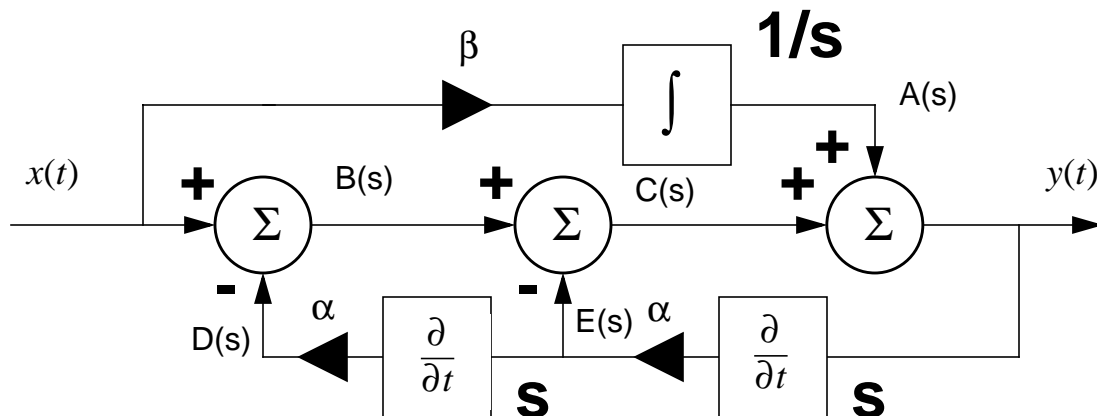 1/s
β
∫
A(s)
+
x(t)
+
B(s)
+
C(s)
+
y(t)
Σ
Σ
Σ
-
-
D(s)
α
∂/∂t
E(s)
α
∂/∂t
s
s